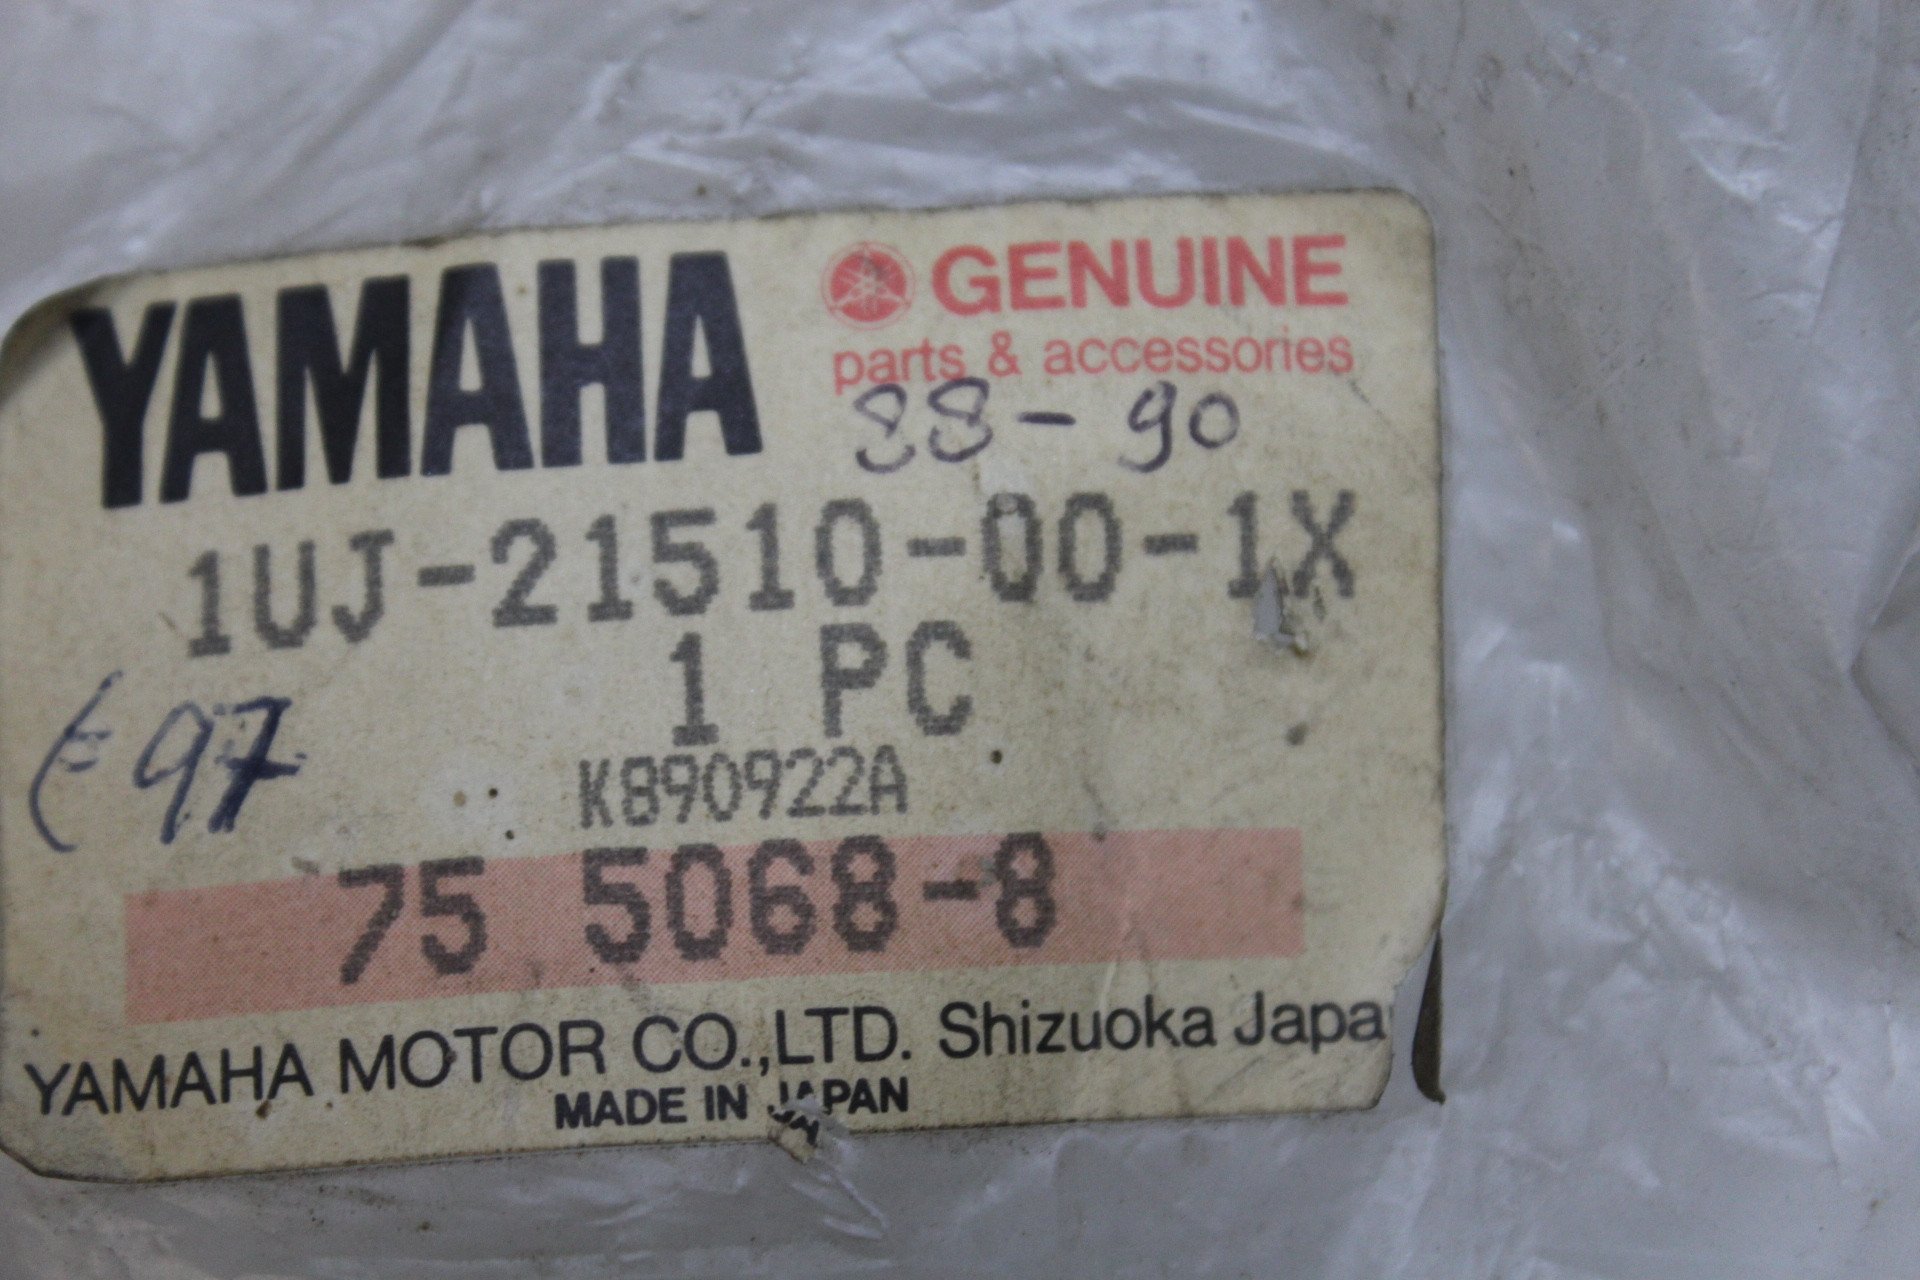 YAMAHA GENUINE
parts & accessories
88-90
1UJ-21510-00-1X
1 PC
E97
K890922A
75 5068-8
YAMAHA MOTOR CO.,LTD. Shizuoka Japa
MADE IN JAPAN